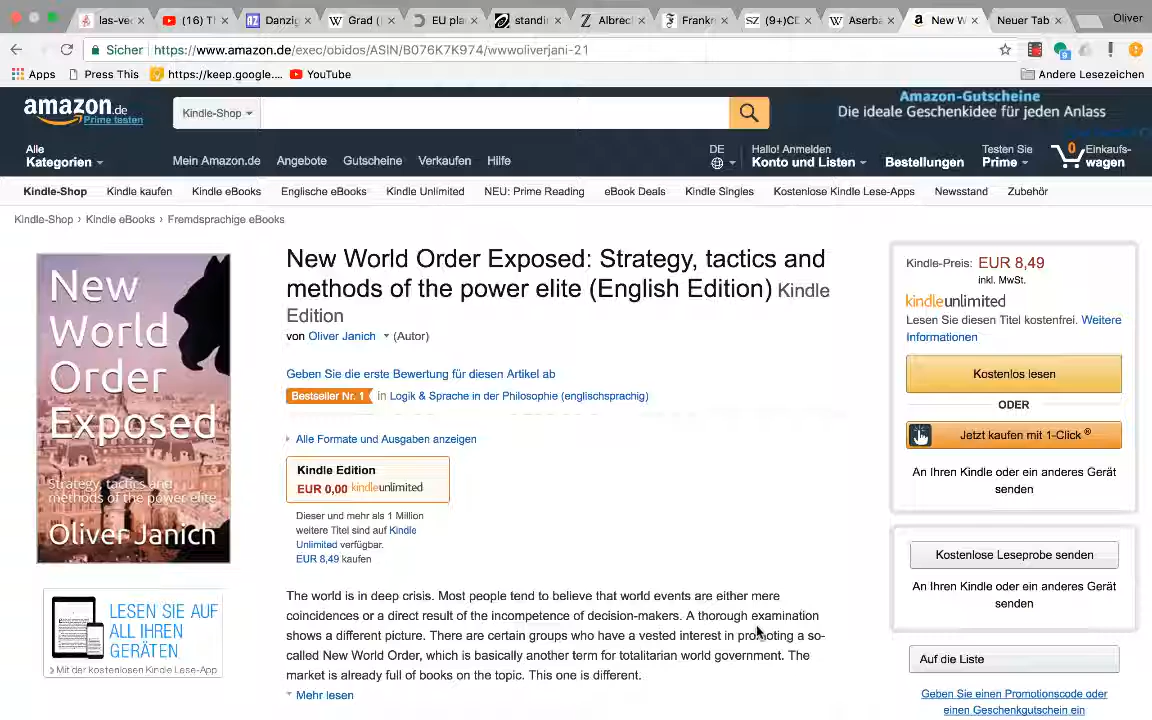 las-vec
(16) T
Danzig
Grad (
EU pla
standi
Albrec
Frankr
(9+)CD
Aserba
New W
Neuer Tab
Oliver
Sicher
https://www.amazon.de/exec/obidos/ASIN/B076K7K974/wwwoliverjani-21
Apps
Press This
https://keep.google....
YouTube
Andere Lesezeichen
amazon.de
Prime testen
Kindle-Shop
Amazon-Gutscheine
Die ideale Geschenkidee für jeden Anlass
Alle
Kategorien
Mein Amazon.de
Angebote
Gutscheine
Verkaufen
Hilfe
DE
Hallo! Anmelden
Konto und Listen
Bestellungen
Testen Sie
Prime
0
Einkaufs-
wagen
Kindle-Shop
Kindle kaufen
Kindle eBooks
Englische eBooks
Kindle Unlimited
NEU: Prime Reading
eBook Deals
Kindle Singles
Kostenlose Kindle Lese-Apps
Newsstand
Zubehör
Kindle-Shop › Kindle eBooks › Fremdsprachige eBooks
New
World
Order
Exposed
Strategy, tactics and
methods of the power elite
Oliver Janich
LESEN SIE AUF
ALL IHREN
GERÄTEN
› Mit der kostenlosen Kindle Lese-App
New World Order Exposed: Strategy, tactics and
methods of the power elite (English Edition) Kindle
Edition
von Oliver Janich (Autor)
Geben Sie die erste Bewertung für diesen Artikel ab
Bestseller Nr. 1 in Logik & Sprache in der Philosophie (englischsprachig)
Alle Formate und Ausgaben anzeigen
Kindle Edition
EUR 0,00 kindleunlimited
Dieser und mehr als 1 Million
weitere Titel sind auf Kindle
Unlimited verfügbar.
EUR 8,49 kaufen
The world is in deep crisis. Most people tend to believe that world events are either mere
coincidences or a direct result of the incompetence of decision-makers. A thorough examination
shows a different picture. There are certain groups who have a vested interest in promoting a so-
called New World Order, which is basically another term for totalitarian world government. The
market is already full of books on the topic. This one is different.
Mehr lesen
Kindle-Preis: EUR 8,49
inkl. MwSt.
kindleunlimited
Lesen Sie diesen Titel kostenfrei. Weitere
Informationen
Kostenlos lesen
ODER
Jetzt kaufen mit 1-Click ®
An Ihren Kindle oder ein anderes Gerät
senden
Kostenlose Leseprobe senden
An Ihren Kindle oder ein anderes Gerät
senden
Auf die Liste
Geben Sie einen Promotionscode oder
einen Geschenkgutschein ein